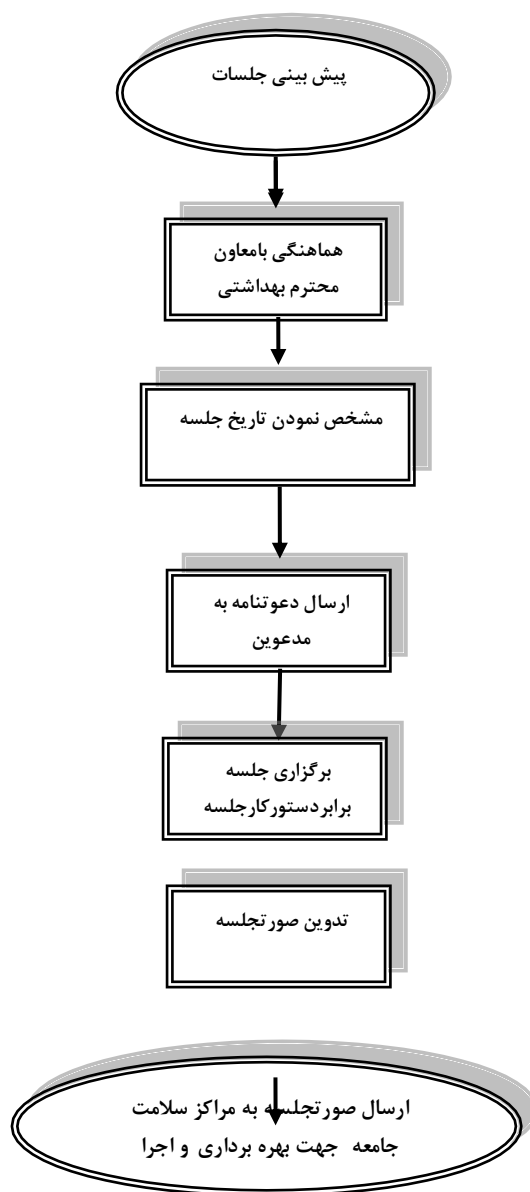 پیش بینی جلسات
هماهنگی بامعاون
محترم بهداشتی
مشخص نمودن تاریخ جلسه
ارسال دعوتنامه به
مدعوین
برگزاری جلسه
برابردستورکارجلسه
تدوین صورتجلسه
ارسال صورتجلسه به مراکز سلامت
جامعه جهت بهره برداری و اجرا